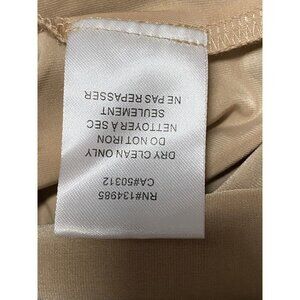 RN#134985
CA#50312
DRY CLEAN ONLY
DO NOT IRON
NETTOYER À SEC
SEULEMENT
NE PAS REPASSER